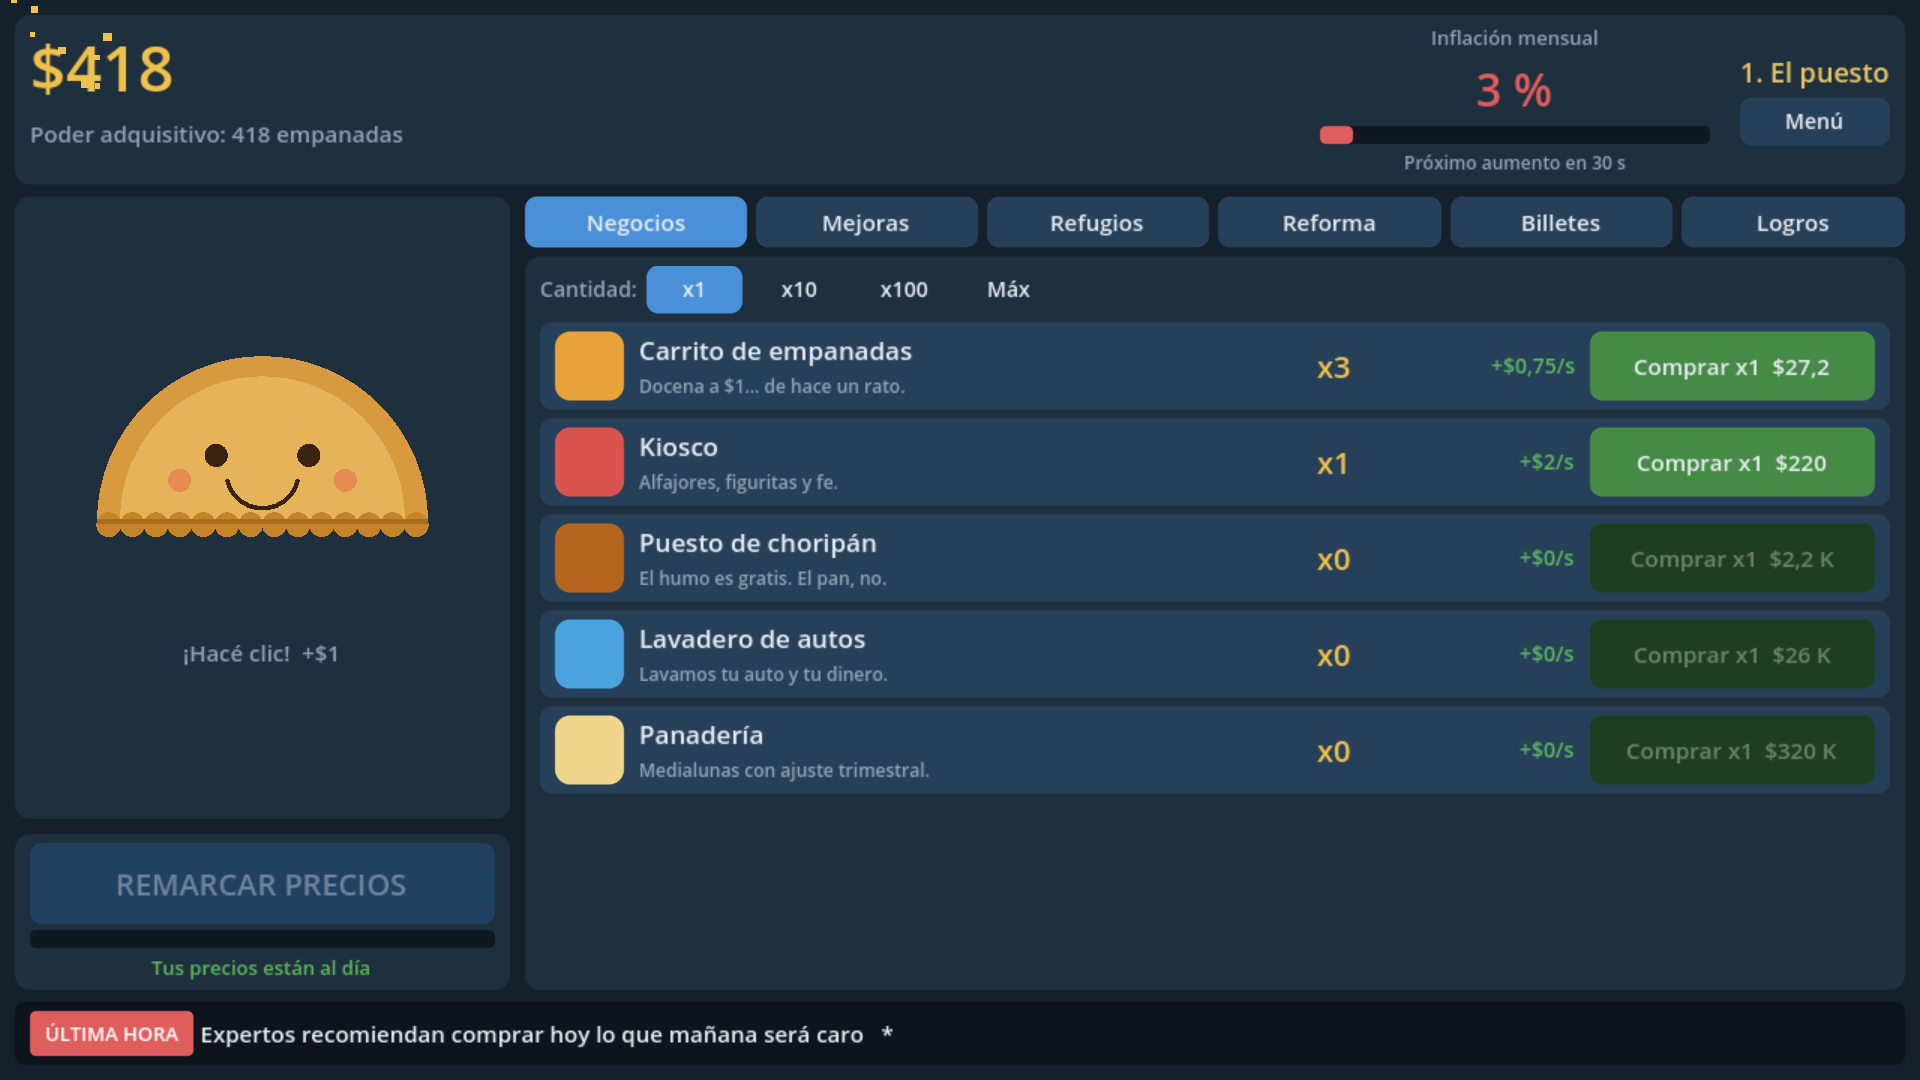 $418
Poder adquisitivo: 418 empanadas
Inflación mensual
3 %
Próximo aumento en 30 s
1. El puesto
Menú
¡Hacé clic! +$1
REMARCAR PRECIOS
Tus precios están al día
Negocios Mejoras Refugios Reforma Billetes Logros
Cantidad: x1 x10 x100 Máx
Carrito de empanadas
Docena a $1... de hace un rato.
x3 +$0,75/s Comprar x1 $27,2
Kiosco
Alfajores, figuritas y fe.
x1 +$2/s Comprar x1 $220
Puesto de choripán
El humo es gratis. El pan, no.
x0 +$0/s Comprar x1 $2,2 K
Lavadero de autos
Lavamos tu auto y tu dinero.
x0 +$0/s Comprar x1 $26 K
Panadería
Medialunas con ajuste trimestral.
x0 +$0/s Comprar x1 $320 K
ÚLTIMA HORA Expertos recomiendan comprar hoy lo que mañana será caro *